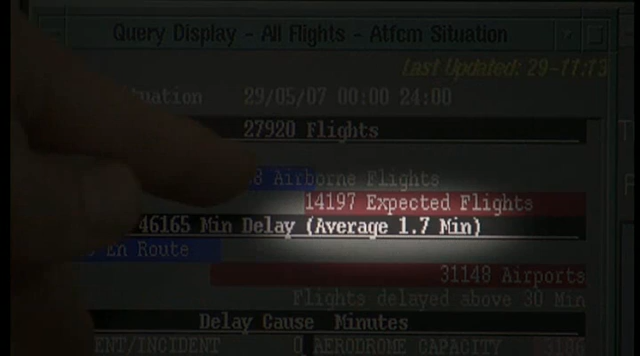 Query Display - All Flights - Atfcm Situation
Last Updated: 29-11:13
29/05/07 00:00 24:00
27920 Flights
Airborne Flights
14197 Expected Flights
46165 Min Delay (Average 1.7 Min)
En Route
31148 Airports
Flights delayed above 30 Min
Delay Cause Minutes
0 AERODROME CAPACITY